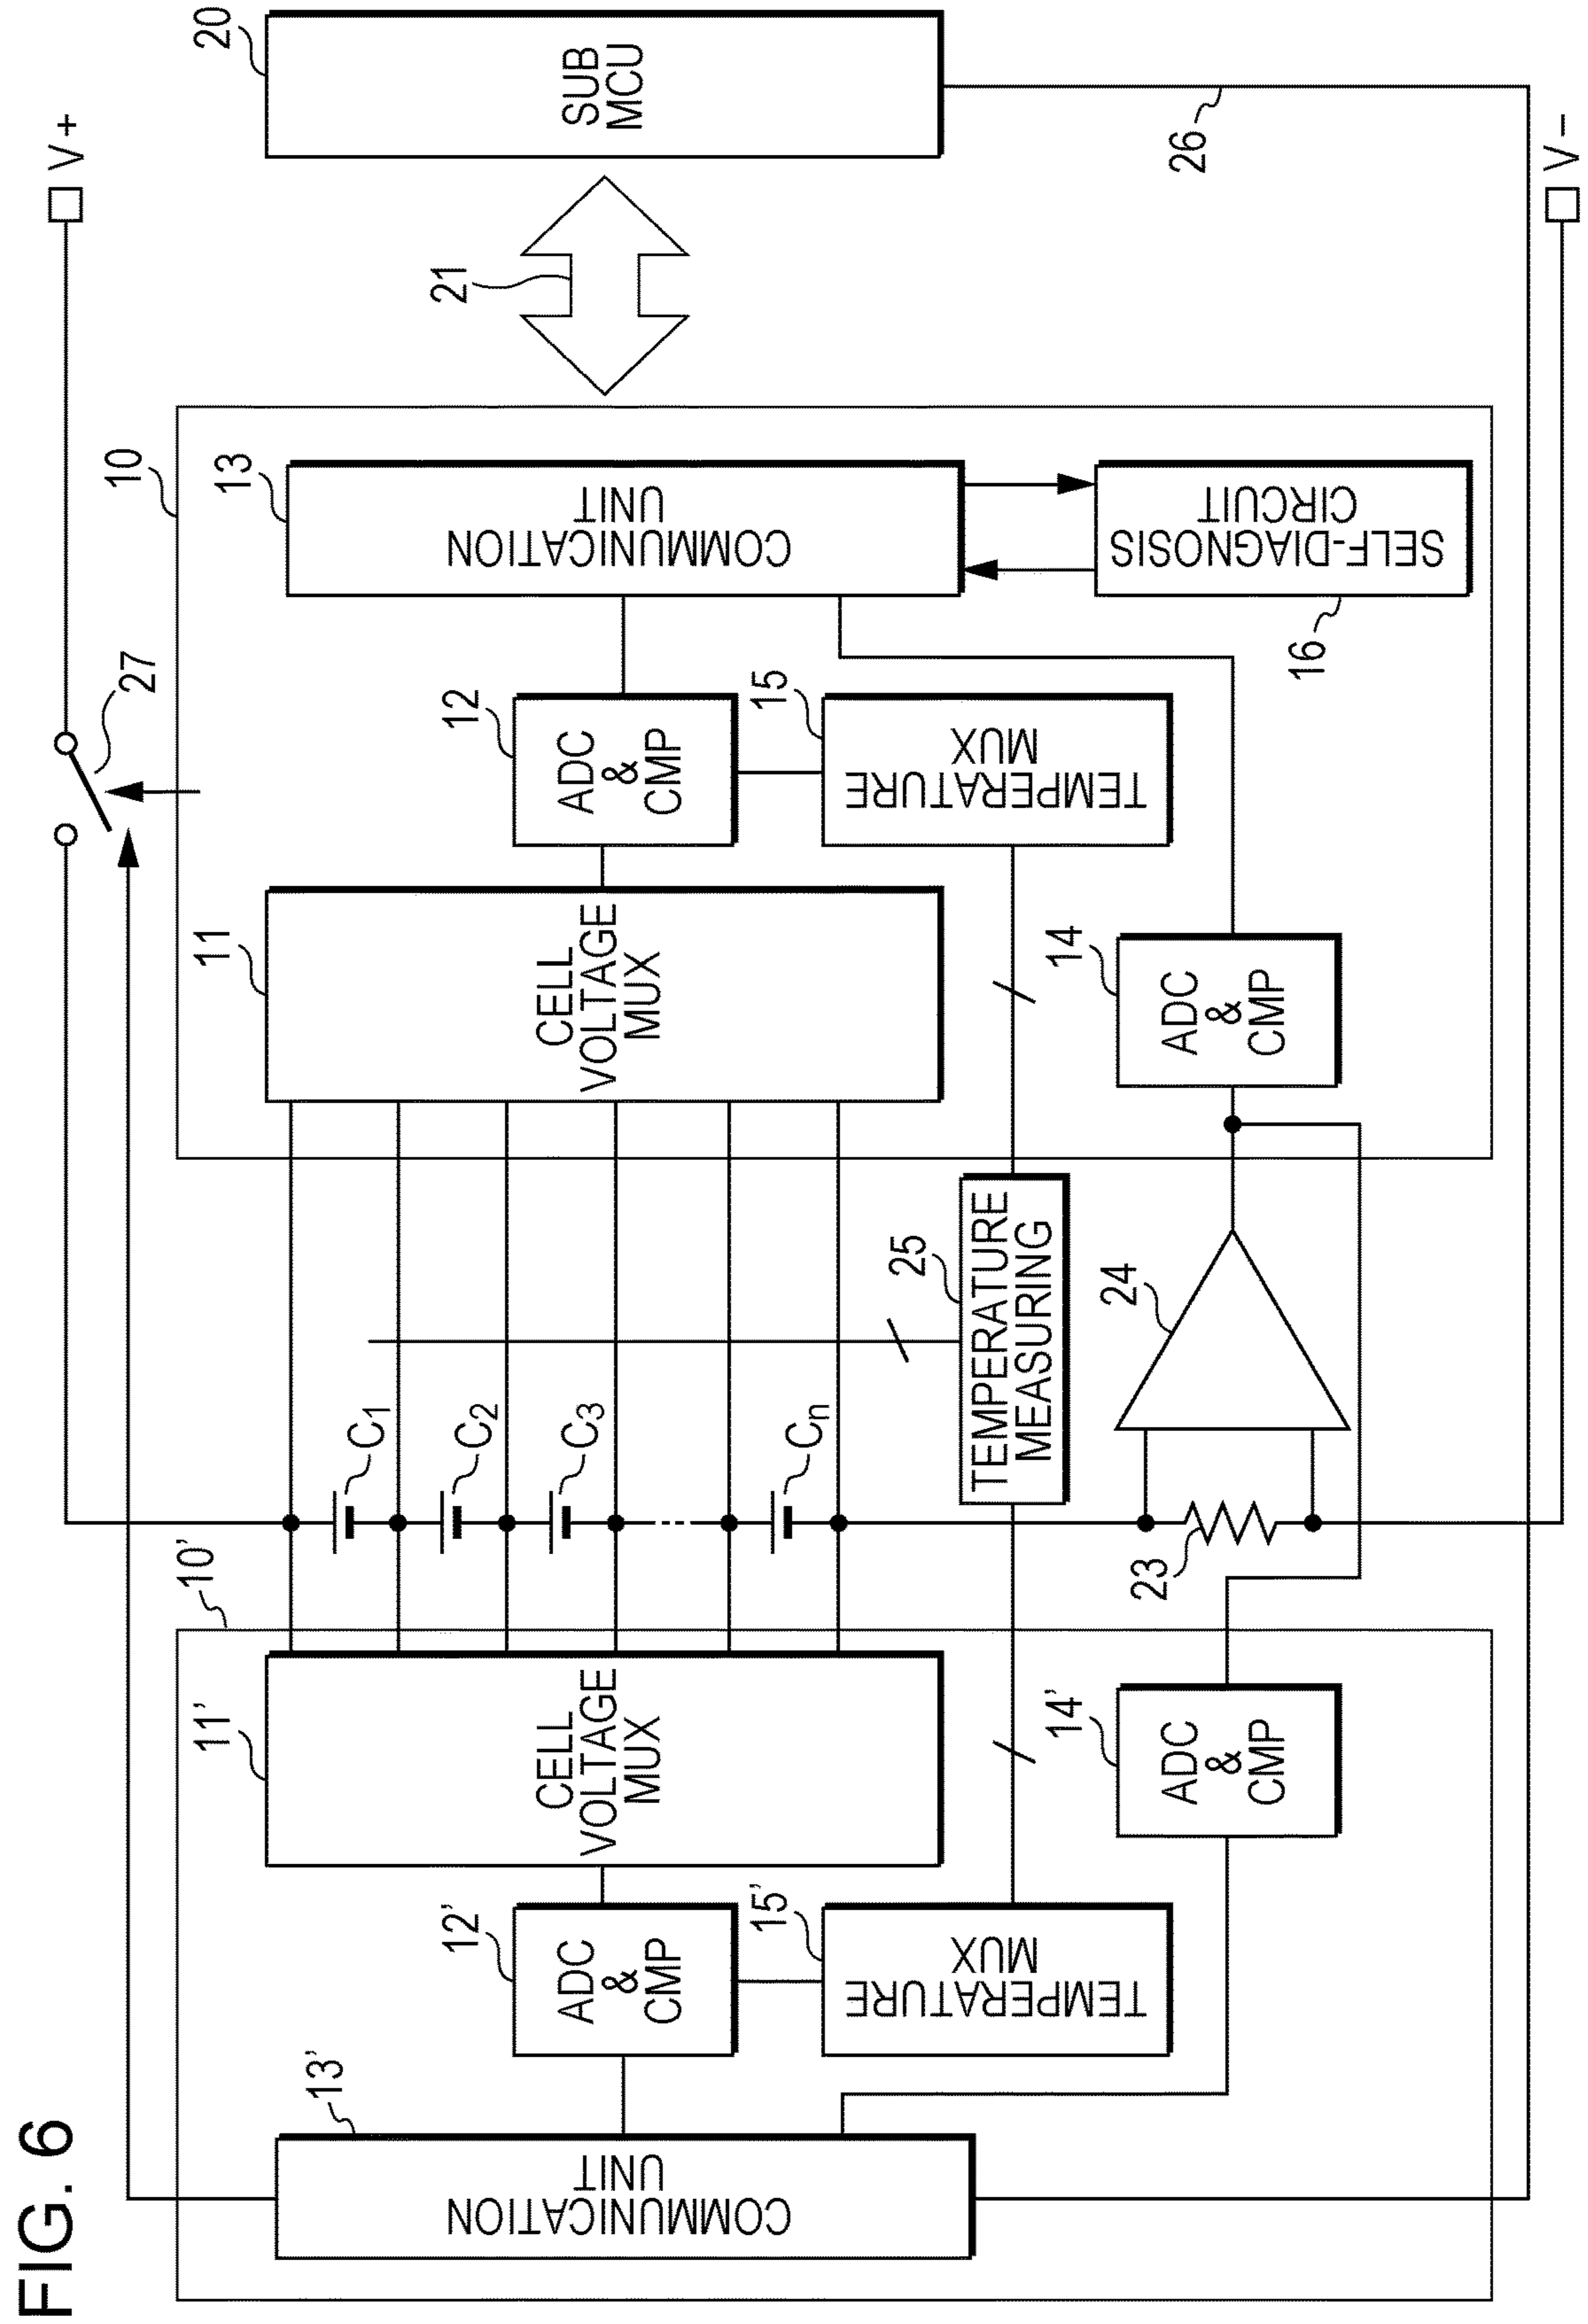 FIG. 6
10'
13'
COMMUNICATION
UNIT
12'
ADC
&
CMP
15'
TEMPERATURE
MUX
11'
CELL
VOLTAGE
MUX
14'
ADC
&
CMP
C1
C2
C3
Cn
23
24
25
TEMPERATURE
MEASURING
10
11
CELL
VOLTAGE
MUX
12
ADC
&
CMP
15
TEMPERATURE
MUX
14
ADC
&
CMP
13
COMMUNICATION
UNIT
16
SELF-DIAGNOSIS
CIRCUIT
27
21
20
SUB
MCU
26
V+
V−